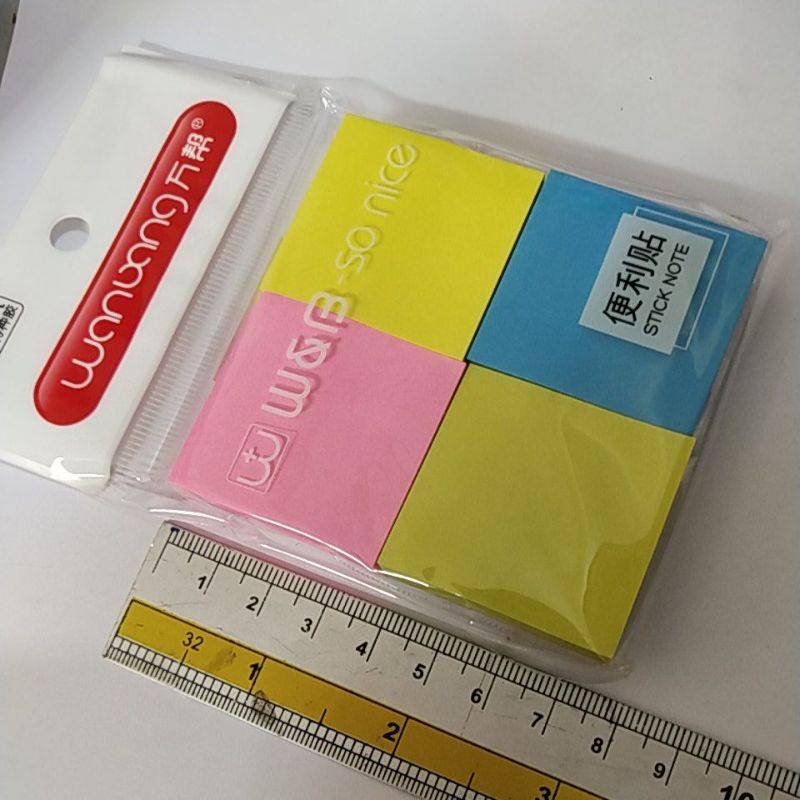 wanbang万帮®
W&B-so nice
便利贴
STICK NOTE
1 2 3 4 5 6 7 8 9 10
32 1 2 3